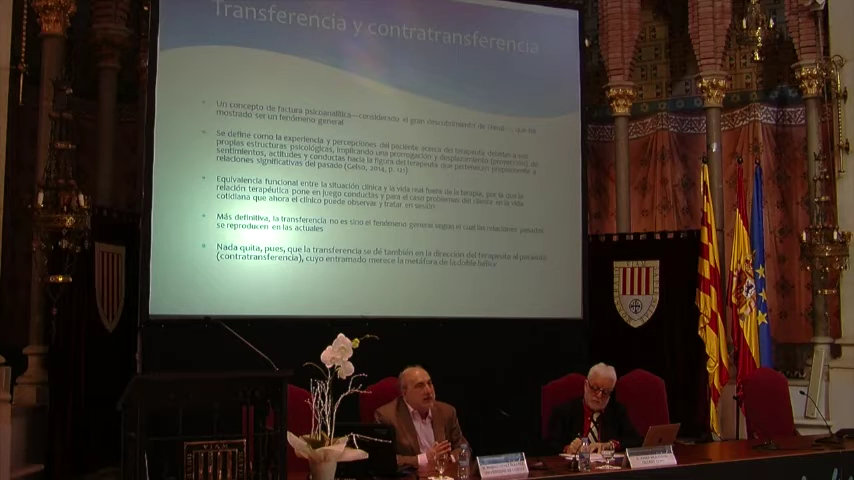 Transferencia y contratransferencia
Un concepto de factura psicoanalítica—considerado el gran descubrimiento de Freud . . . que ha
mostrado ser un fenómeno general
Se define como la experiencia y percepciones del paciente acerca del terapeuta debidas a sus
propias estructuras psicológicas, implicando una prorrogación y desplazamiento (proyección) de
sentimientos, actitudes y conductas hacia la figura del terapeuta que pertenecen propiamente a
relaciones significativas del pasado (Gelso, 2014, p. 121)
Equivalencia funcional entre la situación clínica y la vida real fuera de la terapia, por la que la
relación terapéutica pone en juego conductas y para el caso problemas del cliente en la vida
cotidiana que ahora el clínico puede observar y tratar en sesión
Más definitiva, la transferencia no es sino el fenómeno general según el cual las relaciones pasadas
se reproducen en las actuales
Nada quita, pues, que la transferencia se dé también en la dirección del terapeuta al paciente
(contratransferencia), cuyo entramado merece la metáfora de la doble hélice